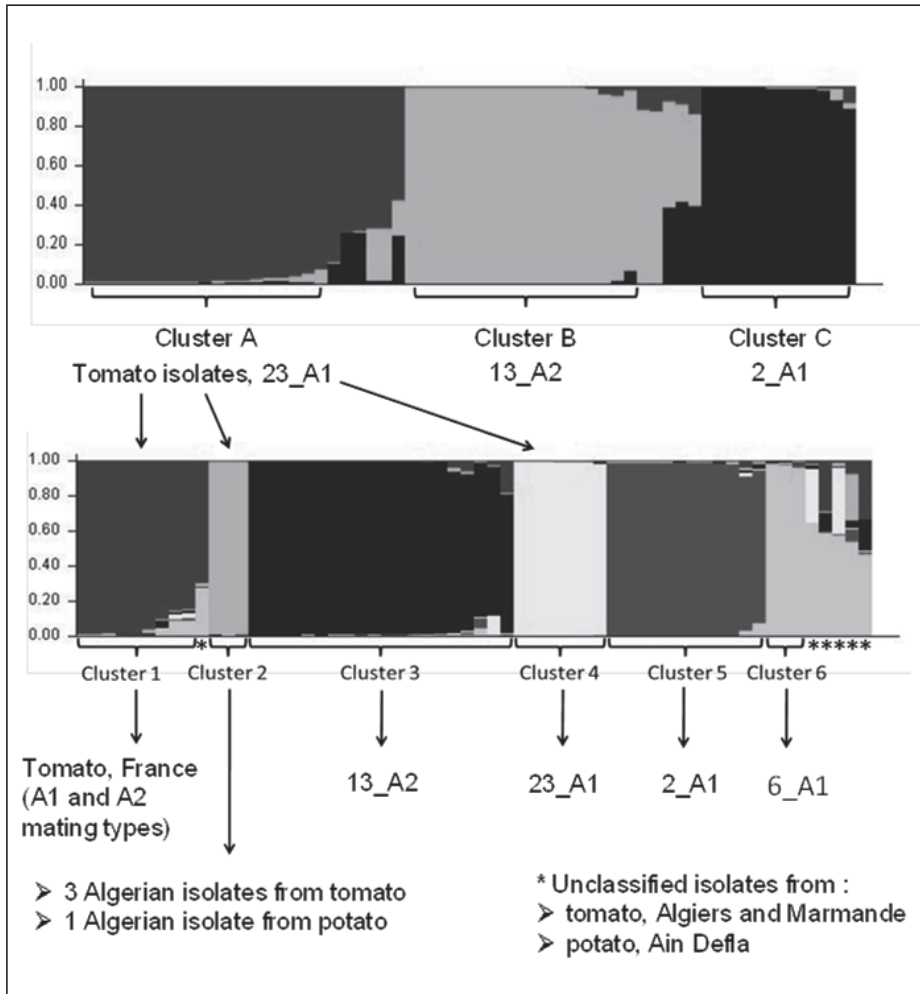 1.00
0.80
0.60
0.40
0.20
0.00
Cluster A Cluster B Cluster C
Tomato isolates, 23_A1 13_A2 2_A1
1.00
0.80
0.60
0.40
0.20
0.00
* *****
Cluster 1 Cluster 2 Cluster 3 Cluster 4 Cluster 5 Cluster 6
Tomato, France
(A1 and A2
mating types)
13_A2 23_A1 2_A1 6_A1
➢ 3 Algerian isolates from tomato
➢ 1 Algerian isolate from potato
* Unclassified isolates from :
➢ tomato, Algiers and Marmande
➢ potato, Ain Defla